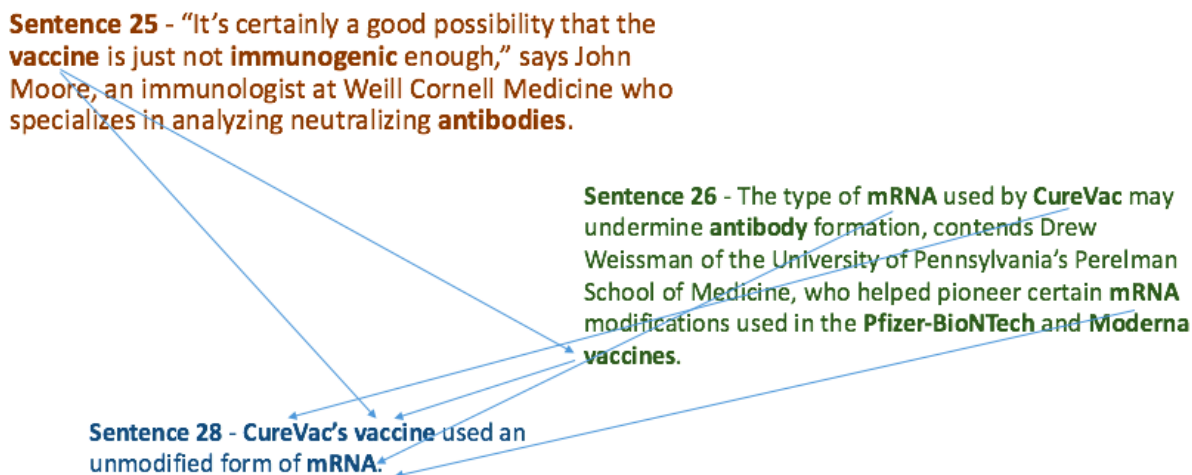 Sentence 25 - “It’s certainly a good possibility that the
vaccine is just not immunogenic enough,” says John
Moore, an immunologist at Weill Cornell Medicine who
specializes in analyzing neutralizing antibodies.
Sentence 26 - The type of mRNA used by CureVac may
undermine antibody formation, contends Drew
Weissman of the University of Pennsylvania’s Perelman
School of Medicine, who helped pioneer certain mRNA
modifications used in the Pfizer-BioNTech and Moderna
vaccines.
Sentence 28 - CureVac’s vaccine used an
unmodified form of mRNA.